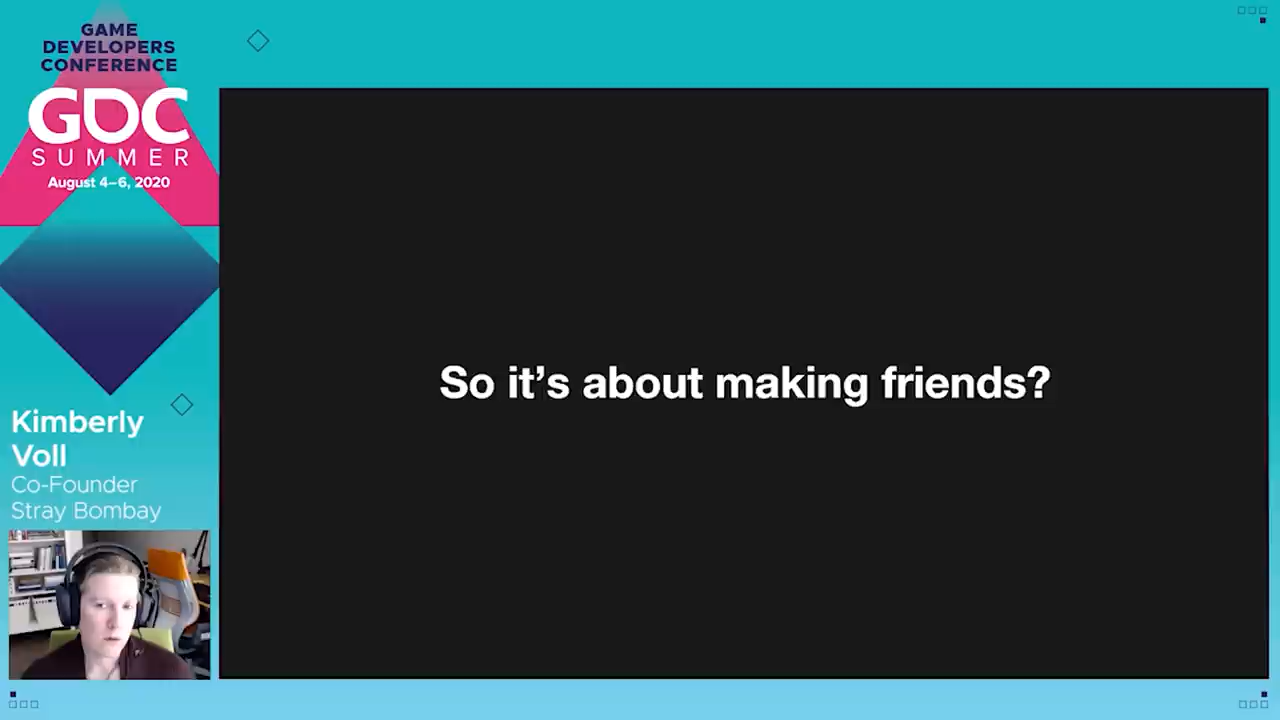 GAME
DEVELOPERS
CONFERENCE
GDC
SUMMER
August 4–6, 2020
Kimberly
Voll
Co-Founder
Stray Bombay
So it’s about making friends?